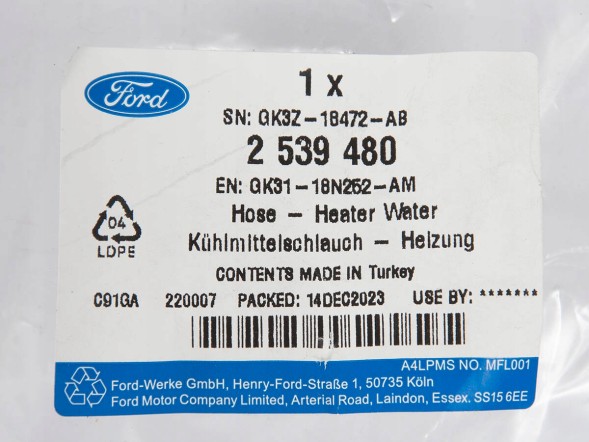 Ford
1 x
SN: GK3Z-18472-AB
2 539 480
EN: GK31-18N252-AM
Hose - Heater Water
Kühlmittelschlauch - Heizung
04
LDPE
CONTENTS MADE IN Turkey
C91GA 220007 PACKED: 14DEC2023 USE BY: *******
A4LPMS NO. MFL001
Ford-Werke GmbH, Henry-Ford-Straße 1, 50735 Köln
Ford Motor Company Limited, Arterial Road, Laindon, Essex. SS15 6EE